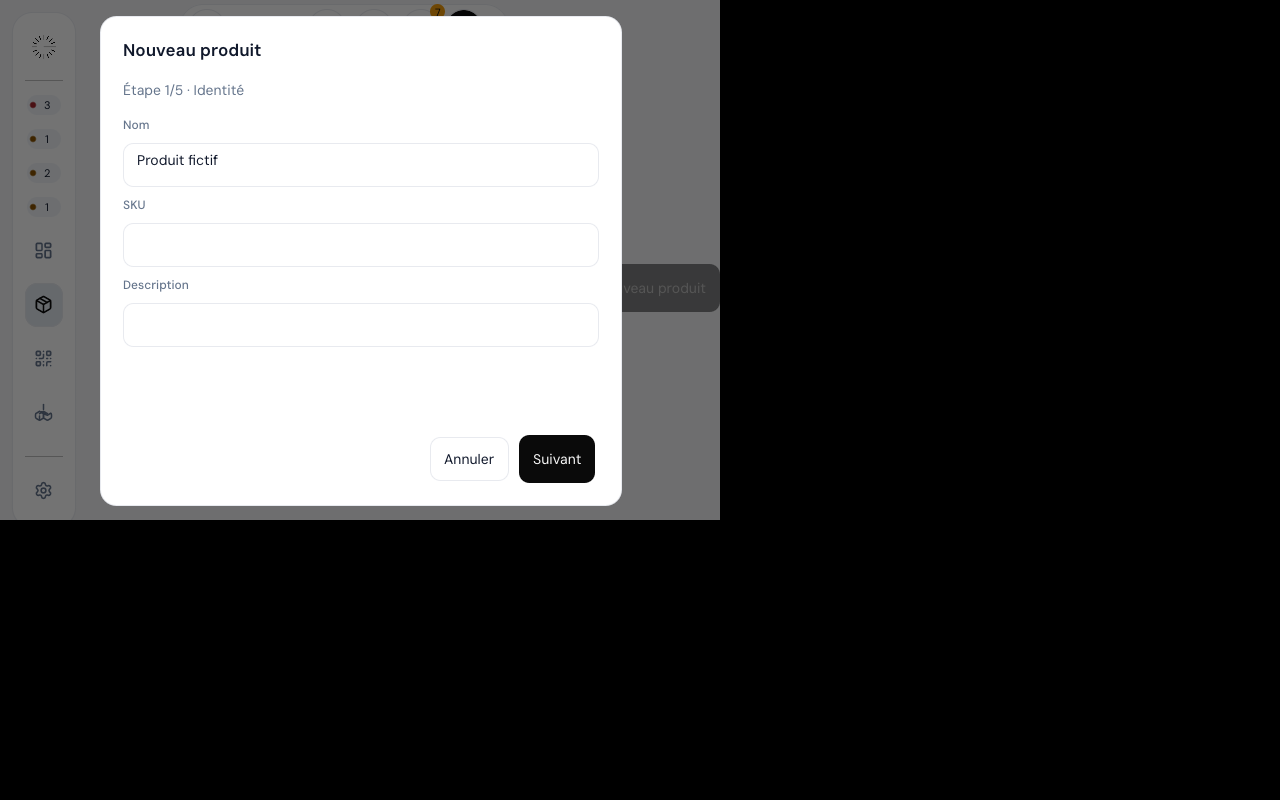 7
Nouveau produit
Étape 1/5 · Identité
3
Nom
1
Produit fictif
2
SKU
1
Description
veau produit
Annuler
Suivant